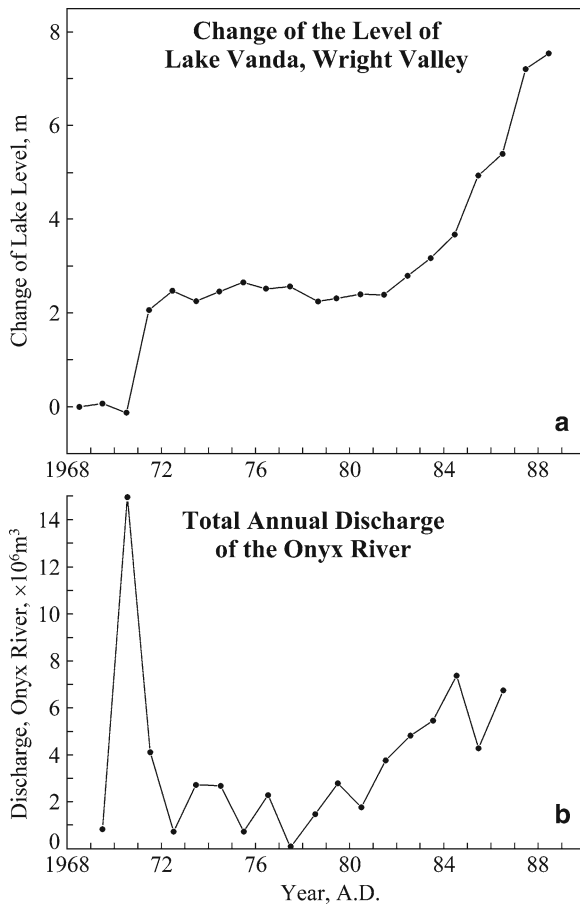 Change of the Level of
Lake Vanda, Wright Valley
Change of Lake Level, m
8
6
4
2
0
a
1968 72 76 80 84 88
Total Annual Discharge
of the Onyx River
Discharge, Onyx River, ×10⁶m³
14
12
10
8
6
4
2
0
b
1968 72 76 80 84 88
Year, A.D.